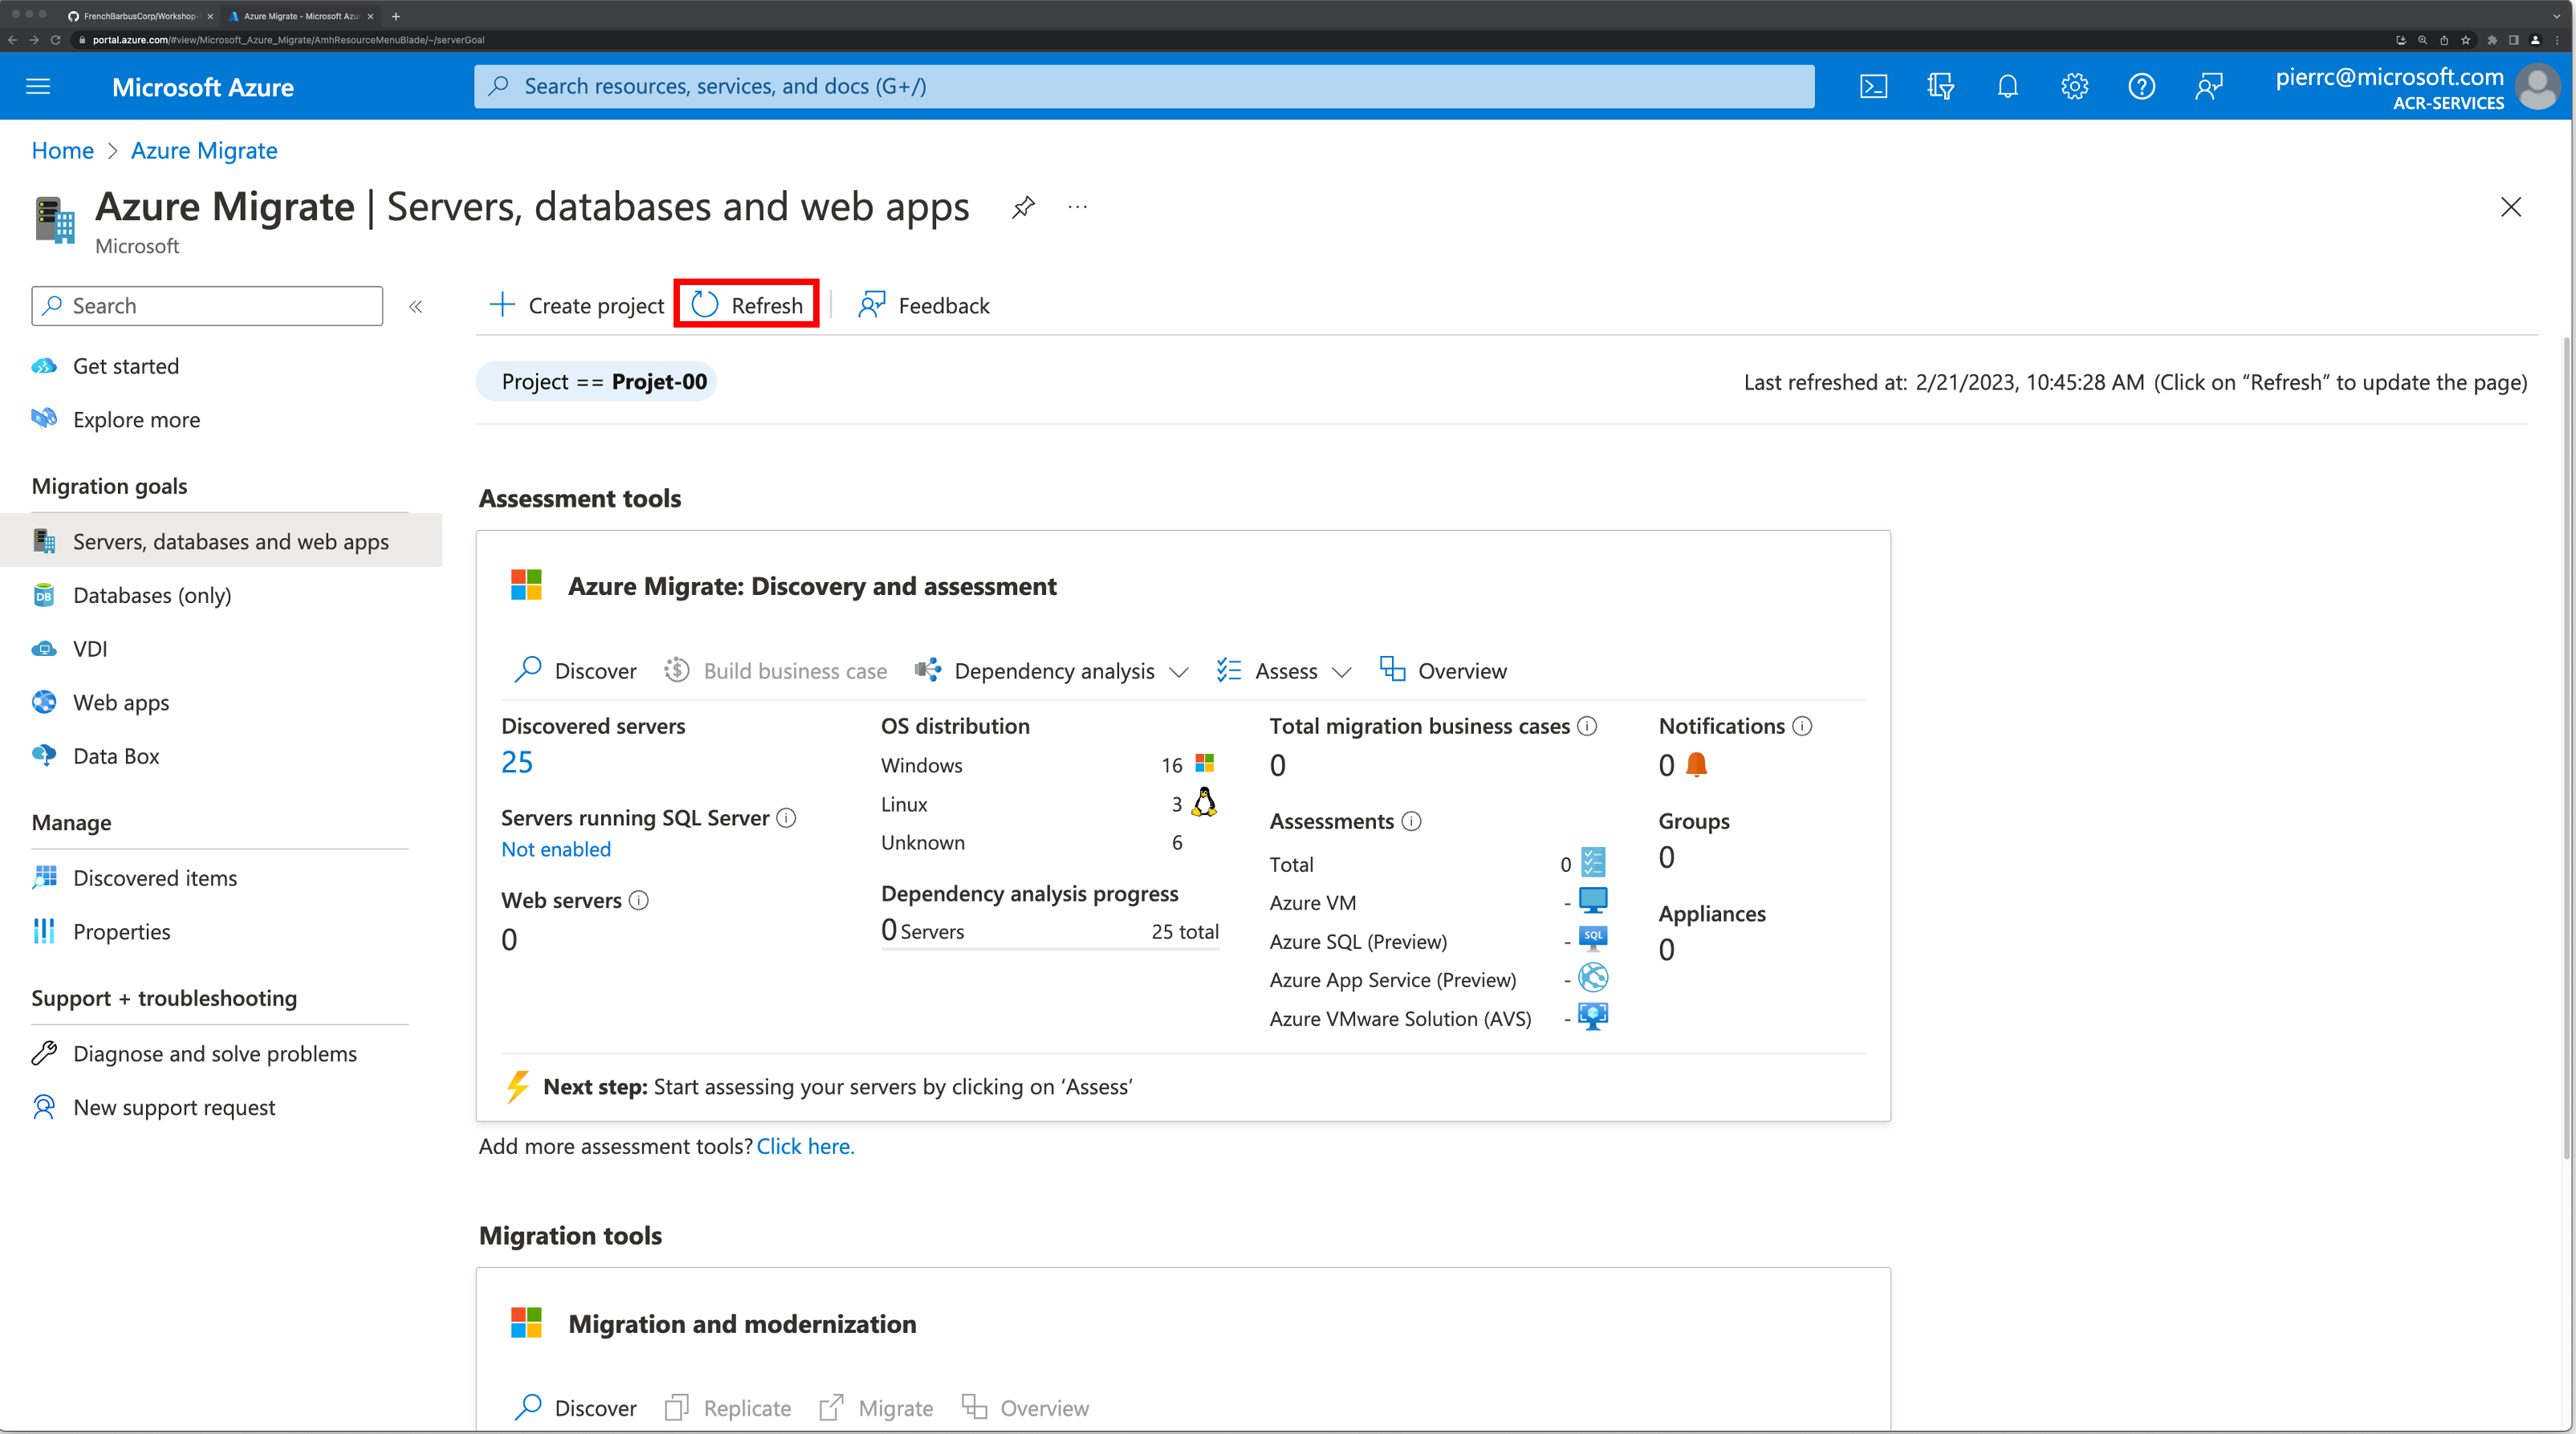 FrenchBarbusCorp/Workshop-
Azure Migrate - Microsoft Azur
portal.azure.com/#view/Microsoft_Azure_Migrate/AmhResourceMenuBlade/~/serverGoal
Microsoft Azure
Search resources, services, and docs (G+/)
pierrc@microsoft.com
ACR-SERVICES
Home > Azure Migrate
Azure Migrate | Servers, databases and web apps
Microsoft
Search
Create project
Refresh
Feedback
Get started
Explore more
Migration goals
Servers, databases and web apps
Databases (only)
VDI
Web apps
Data Box
Manage
Discovered items
Properties
Support + troubleshooting
Diagnose and solve problems
New support request
Project == Projet-00
Last refreshed at: 2/21/2023, 10:45:28 AM (Click on “Refresh” to update the page)
Assessment tools
Azure Migrate: Discovery and assessment
Discover
Build business case
Dependency analysis
Assess
Overview
Discovered servers
25
Servers running SQL Server
Not enabled
Web servers
0
OS distribution
Windows 16
Linux 3
Unknown 6
Dependency analysis progress
0 Servers 25 total
Total migration business cases
0
Assessments
Total 0
Azure VM -
Azure SQL (Preview) - SQL
Azure App Service (Preview) -
Azure VMware Solution (AVS) -
Notifications
0
Groups
0
Appliances
0
Next step: Start assessing your servers by clicking on ‘Assess’
Add more assessment tools? Click here.
Migration tools
Migration and modernization
Discover
Replicate
Migrate
Overview